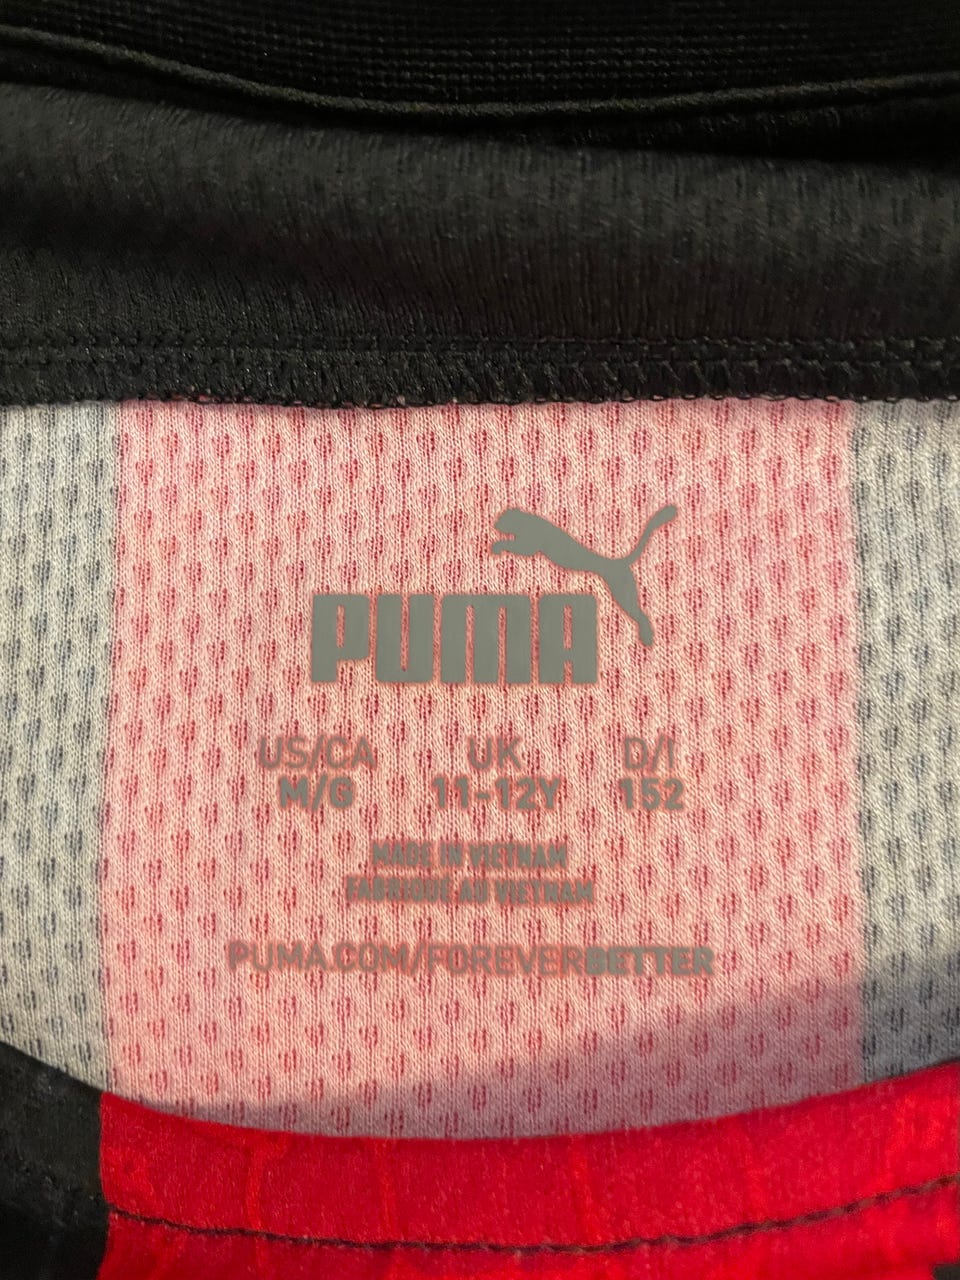 PUMA
US/CA UK D/I
M/G 11-12Y 152
MADE IN VIETNAM
FABRIQUÉ AU VIETNAM
PUMA.COM/FOREVERBETTER